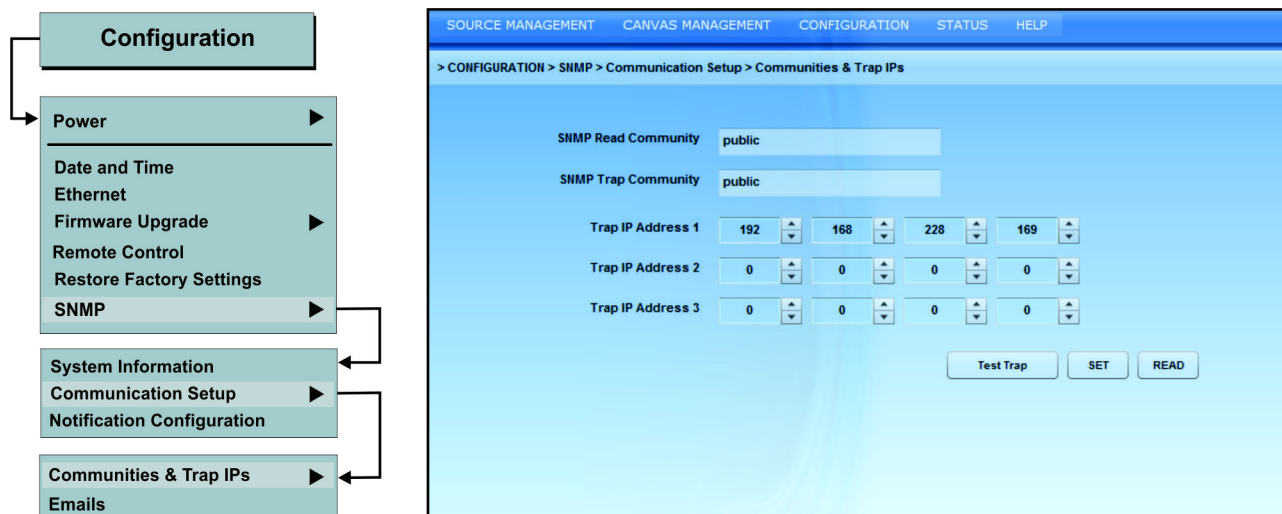 Configuration
Power
Date and Time
Ethernet
Firmware Upgrade
Remote Control
Restore Factory Settings
SNMP
System Information
Communication Setup
Notification Configuration
Communities & Trap IPs
Emails
SOURCE MANAGEMENT CANVAS MANAGEMENT CONFIGURATION STATUS HELP
> CONFIGURATION > SNMP > Communication Setup > Communities & Trap IPs
SNMP Read Community public
SNMP Trap Community public
Trap IP Address 1 192 168 228 169
Trap IP Address 2 0 0 0 0
Trap IP Address 3 0 0 0 0
Test Trap SET READ